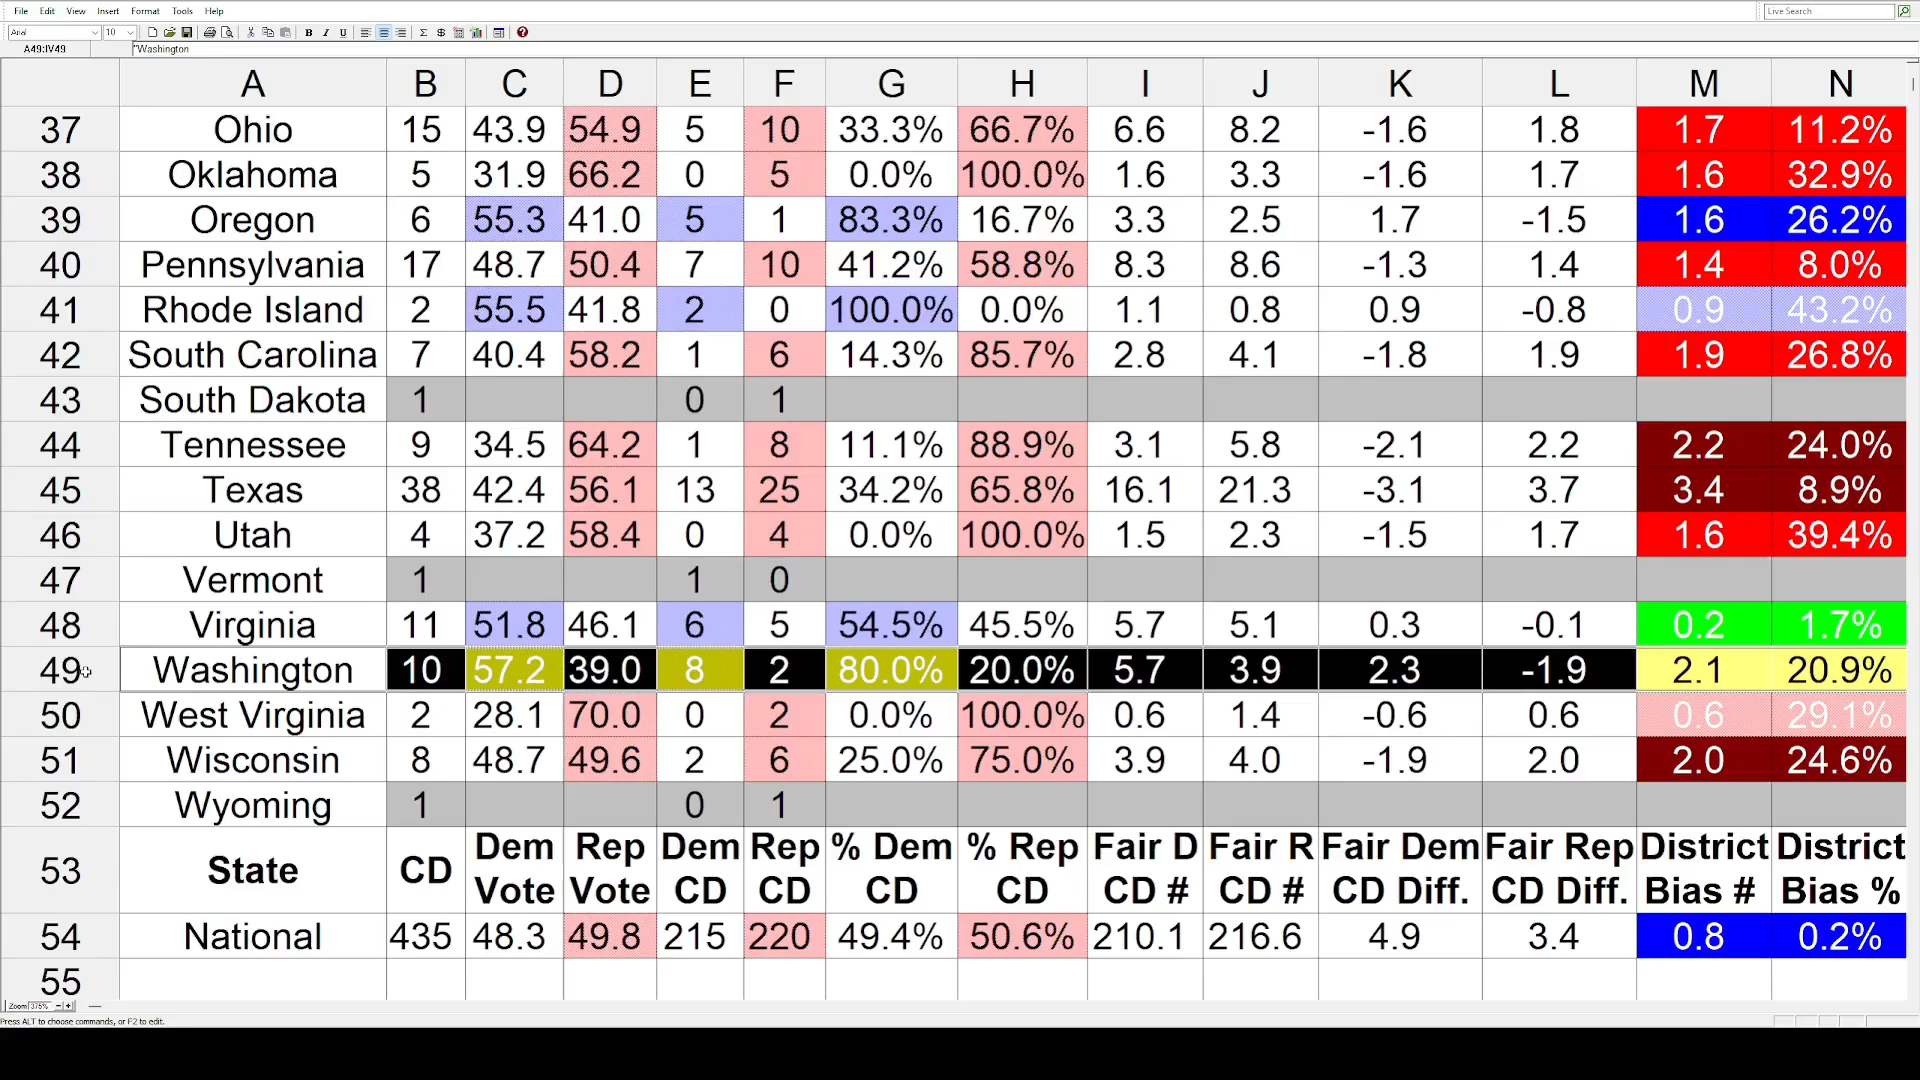 File Edit View Insert Format Tools Help Live Search
Arial 10 B I U Σ $
A49:IV49 "Washington
A B C D E F G H I J K L M N
37 Ohio 15 43.9 54.9 5 10 33.3% 66.7% 6.6 8.2 -1.6 1.8 1.7 11.2%
38 Oklahoma 5 31.9 66.2 0 5 0.0% 100.0% 1.6 3.3 -1.6 1.7 1.6 32.9%
39 Oregon 6 55.3 41.0 5 1 83.3% 16.7% 3.3 2.5 1.7 -1.5 1.6 26.2%
40 Pennsylvania 17 48.7 50.4 7 10 41.2% 58.8% 8.3 8.6 -1.3 1.4 1.4 8.0%
41 Rhode Island 2 55.5 41.8 2 0 100.0% 0.0% 1.1 0.8 0.9 -0.8 0.9 43.2%
42 South Carolina 7 40.4 58.2 1 6 14.3% 85.7% 2.8 4.1 -1.8 1.9 1.9 26.8%
43 South Dakota 1 0 1
44 Tennessee 9 34.5 64.2 1 8 11.1% 88.9% 3.1 5.8 -2.1 2.2 2.2 24.0%
45 Texas 38 42.4 56.1 13 25 34.2% 65.8% 16.1 21.3 -3.1 3.7 3.4 8.9%
46 Utah 4 37.2 58.4 0 4 0.0% 100.0% 1.5 2.3 -1.5 1.7 1.6 39.4%
47 Vermont 1 1 0
48 Virginia 11 51.8 46.1 6 5 54.5% 45.5% 5.7 5.1 0.3 -0.1 0.2 1.7%
49 Washington 10 57.2 39.0 8 2 80.0% 20.0% 5.7 3.9 2.3 -1.9 2.1 20.9%
50 West Virginia 2 28.1 70.0 0 2 0.0% 100.0% 0.6 1.4 -0.6 0.6 0.6 29.1%
51 Wisconsin 8 48.7 49.6 2 6 25.0% 75.0% 3.9 4.0 -1.9 2.0 2.0 24.6%
52 Wyoming 1 0 1
Dem Rep Dem Rep % Dem % Rep Fair D Fair R Fair Dem Fair Rep District District
53 State CD Vote Vote CD CD CD CD CD # CD # CD Diff. CD Diff. Bias # Bias %
54 National 435 48.3 49.8 215 220 49.4% 50.6% 210.1 216.6 4.9 3.4 0.8 0.2%
55
Zoom 375% - +
Press ALT to choose commands, or F2 to edit.